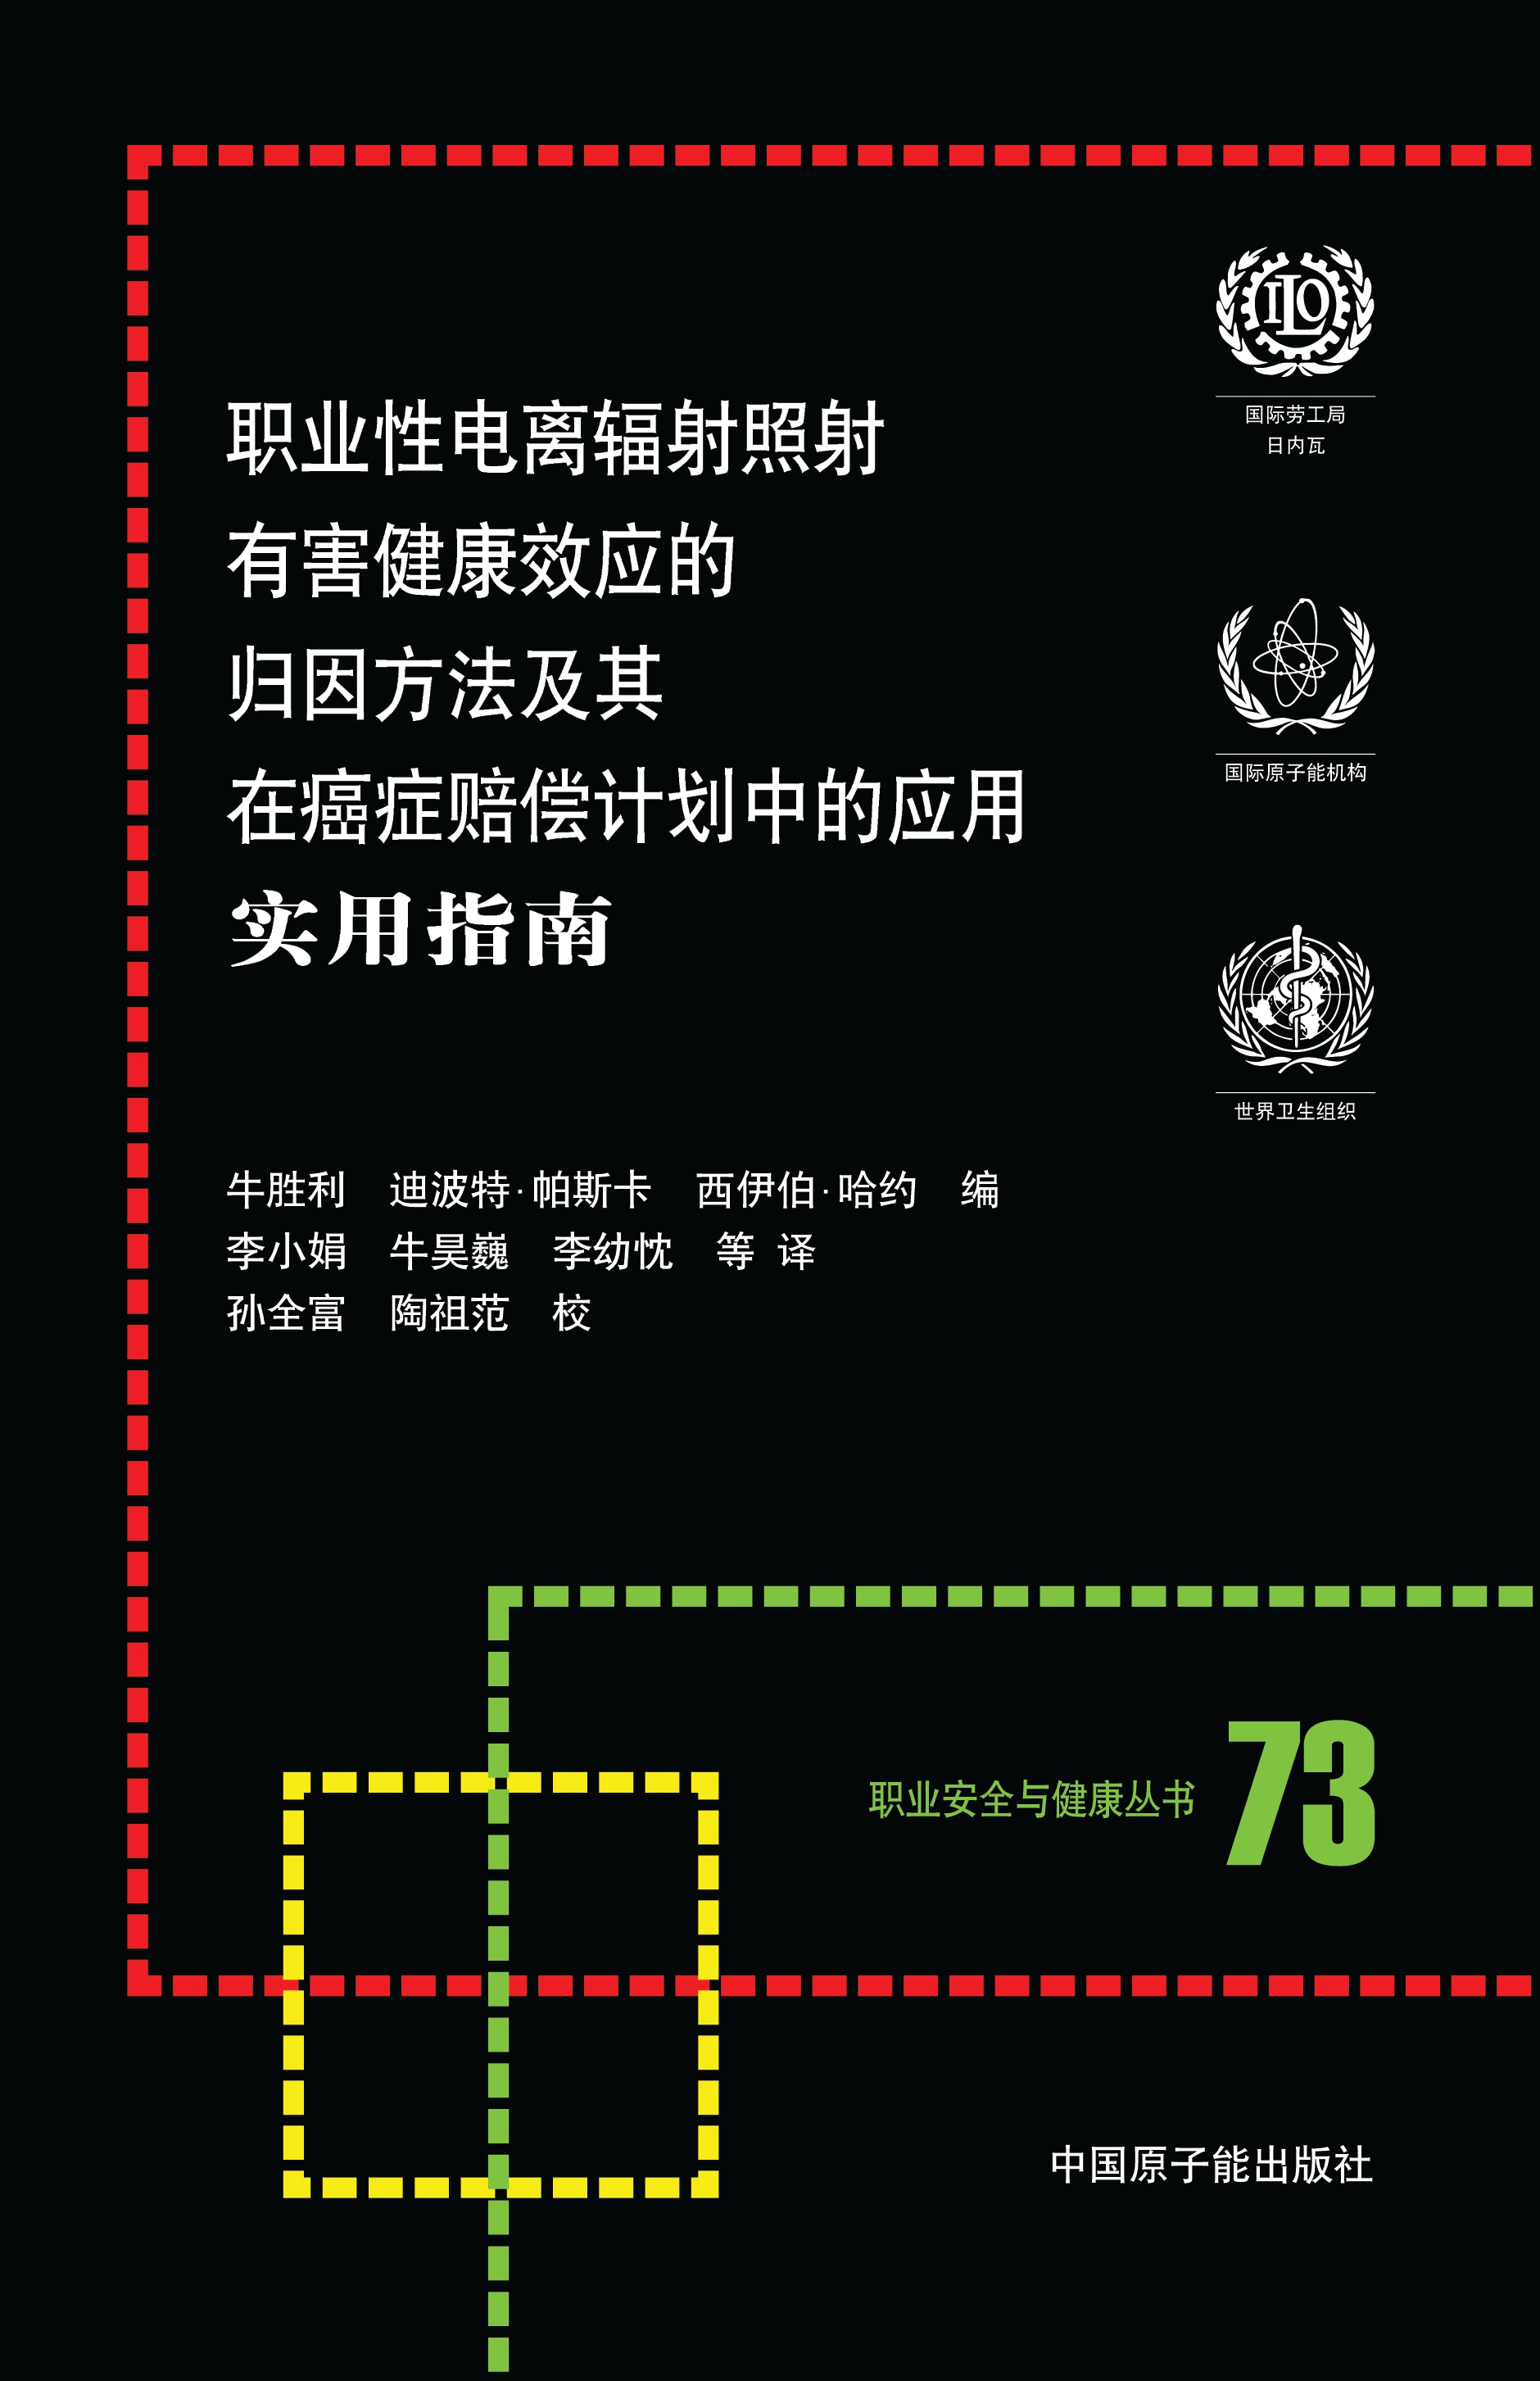 职业性电离辐射照射
有害健康效应的
归因方法及其
在癌症赔偿计划中的应用
实用指南
ILO
国际劳工局
日内瓦
国际原子能机构
世界卫生组织
牛胜利 迪波特·帕斯卡 西伊伯·哈约 编
李小娟 牛昊巍 李幼忱 等 译
孙全富 陶祖范 校
职业安全与健康丛书 73
中国原子能出版社